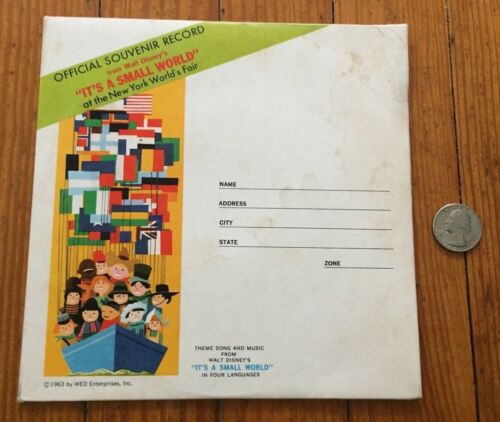 OFFICIAL SOUVENIR RECORD
from Walt Disney's
"IT'S A SMALL WORLD"
at the New York World's Fair
NAME
ADDRESS
CITY
STATE
ZONE
THEME SONG AND MUSIC
FROM
WALT DISNEY'S
"IT'S A SMALL WORLD"
IN FOUR LANGUAGES
©1963 by WED Enterprises, Inc.